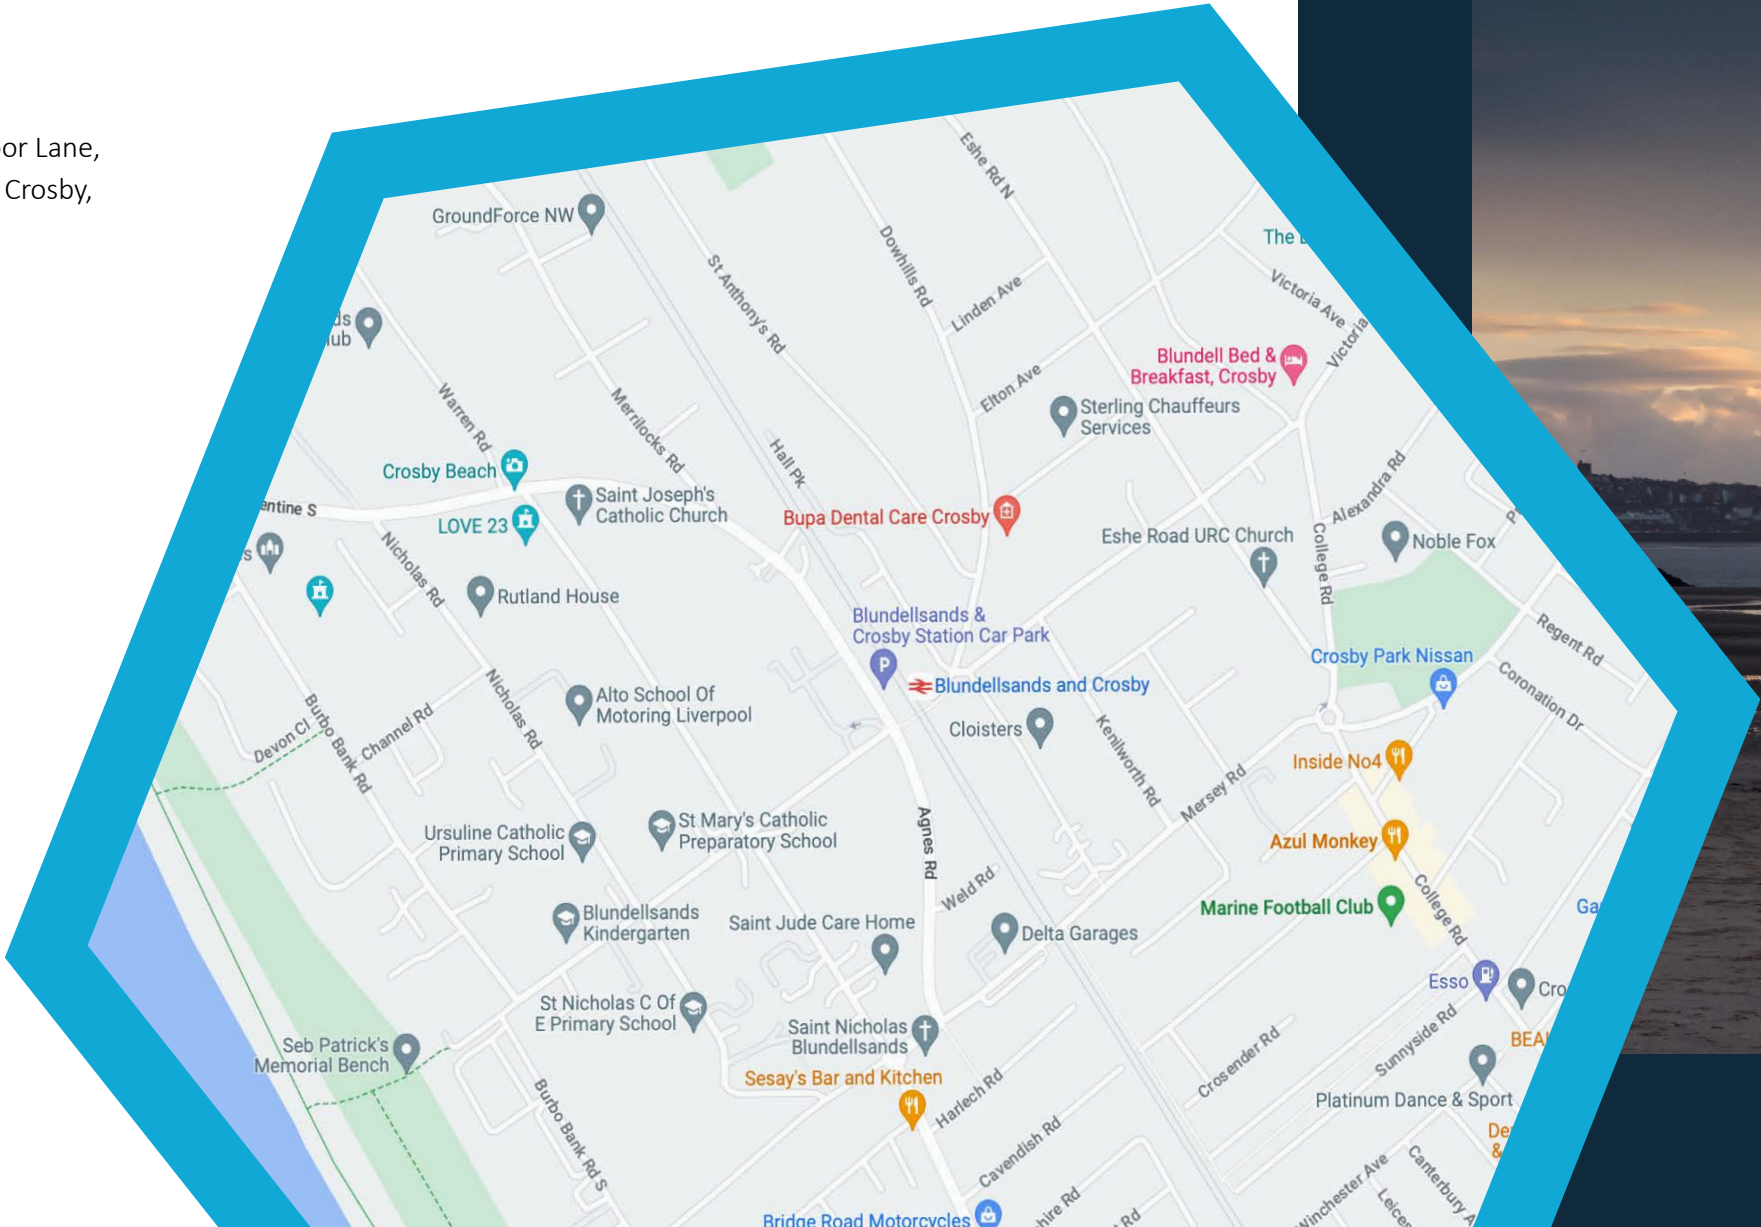 or Lane,
Crosby,
GroundForce NW
Eshe Rd N
The
Dowhills Rd
St Anthony's Rd
Linden Ave
Victoria Ave
Victoria
Blundell Bed &
Breakfast, Crosby
Elton Ave
Sterling Chauffeurs
Services
Warren Rd
Merrilocks Rd
Hall Pk
Crosby Beach
Saint Joseph's
Catholic Church
LOVE 23
Bupa Dental Care Crosby
Alexandra Rd
Eshe Road URC Church
College Rd
Noble Fox
Nicholas Rd
Rutland House
Blundellsands &
Crosby Station Car Park
Regent Rd
Crosby Park Nissan
Blundellsands and Crosby
Coronation Dr
Nicholas Rd
Alto School Of
Motoring Liverpool
Burbo Bank Rd
Channel Rd
Devon Cl
Cloisters
Kenilworth Rd
Mersey Rd
Inside No4
Agnes Rd
Ursuline Catholic
Primary School
St Mary's Catholic
Preparatory School
Azul Monkey
Weld Rd
Marine Football Club
College Rd
Blundellsands
Kindergarten
Saint Jude Care Home
Delta Garages
Esso
St Nicholas C Of
E Primary School
Saint Nicholas
Blundellsands
Crosender Rd
Sunnyside Rd
Seb Patrick's
Memorial Bench
Sesay's Bar and Kitchen
Harlech Rd
Platinum Dance & Sport
Burbo Bank Rd S
Cavendish Rd
Winchester Ave
Canterbury A
Bridge Road Motorcycles